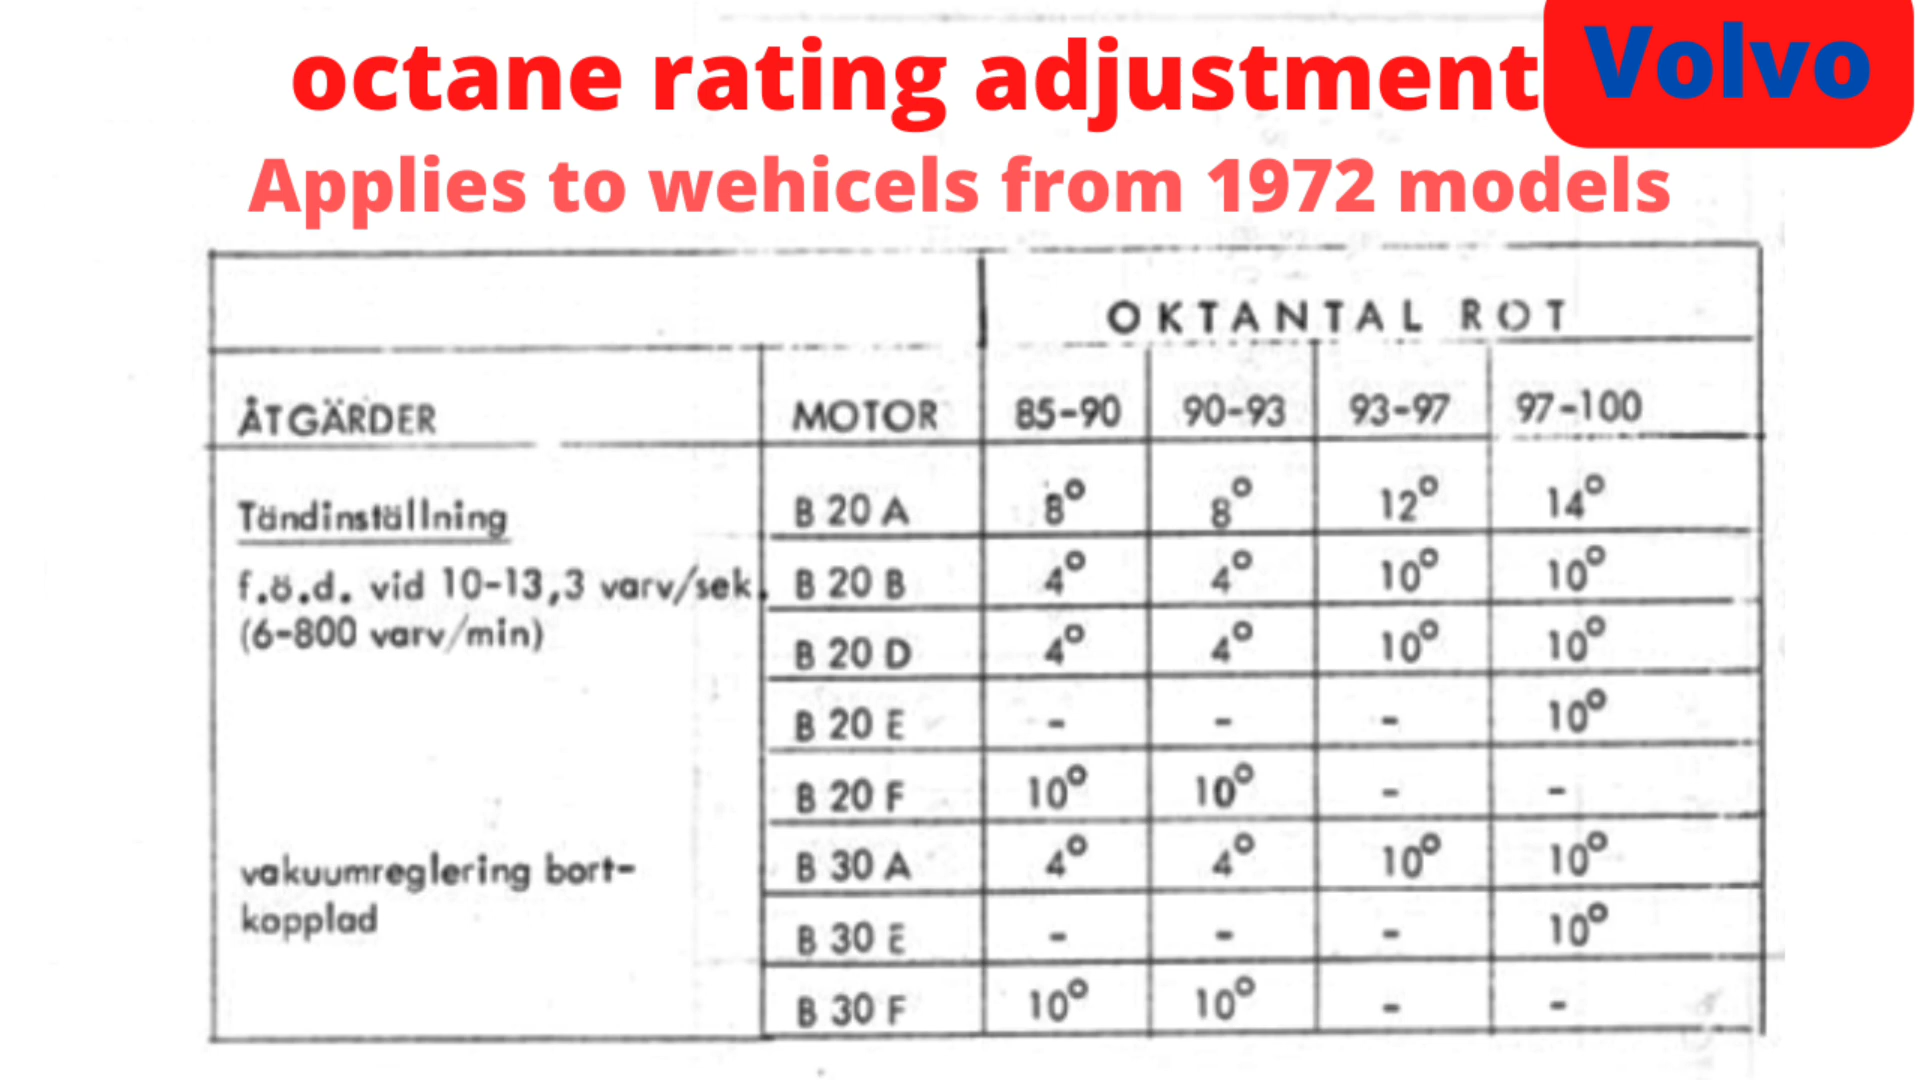 octane rating adjustment Volvo
Applies to wehicels from 1972 models
OKTANTAL ROT
ÅTGÄRDER MOTOR 85-90 90-93 93-97 97-100
Tändinställning B 20 A 8° 8° 12° 14°
f.ö.d. vid 10-13,3 varv/sek. B 20 B 4° 4° 10° 10°
(6-800 varv/min) B 20 D 4° 4° 10° 10°
B 20 E - - - 10°
B 20 F 10° 10° - -
vakuumreglering bort- B 30 A 4° 4° 10° 10°
kopplad B 30 E - - - 10°
B 30 F 10° 10° - -